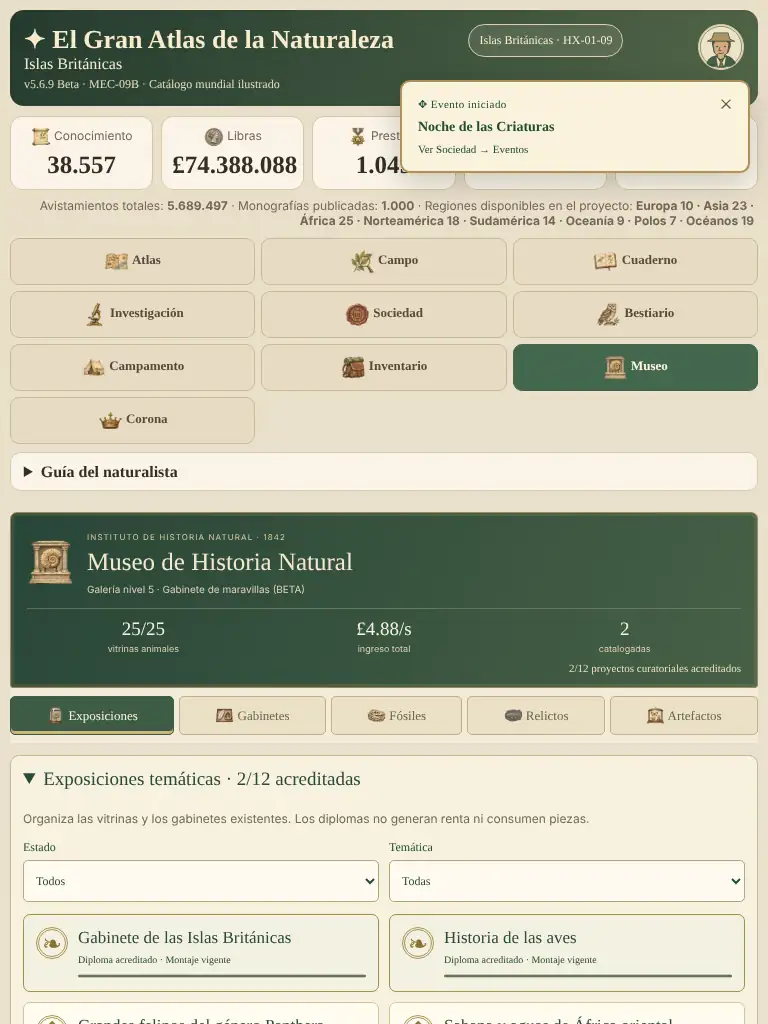 ✦ El Gran Atlas de la Naturaleza
Islas Británicas
v5.6.9 Beta · MEC-09B · Catálogo mundial ilustrado
Islas Británicas · HX-01-09
✥ Evento iniciado
Noche de las Criaturas
Ver Sociedad → Eventos
Conocimiento
38.557
Libras
£74.388.088
Avistamientos totales: 5.689.497 · Monografías publicadas: 1.000 · Regiones disponibles en el proyecto: Europa 10 · Asia 23 ·
África 25 · Norteamérica 18 · Sudamérica 14 · Oceanía 9 · Polos 7 · Océanos 19
Atlas
Campo
Cuaderno
Investigación
Sociedad
Bestiario
Campamento
Inventario
Museo
Corona
Guía del naturalista
INSTITUTO DE HISTORIA NATURAL · 1842
Museo de Historia Natural
Galería nivel 5 · Gabinete de maravillas (BETA)
25/25
vitrinas animales
£4.88/s
ingreso total
2
catalogadas
2/12 proyectos curatoriales acreditados
Exposiciones
Gabinetes
Fósiles
Relictos
Artefactos
Exposiciones temáticas · 2/12 acreditadas
Organiza las vitrinas y los gabinetes existentes. Los diplomas no generan renta ni consumen piezas.
Estado
Todos
Temática
Todas
Gabinete de las Islas Británicas
Diploma acreditado · Montaje vigente
Historia de las aves
Diploma acreditado · Montaje vigente